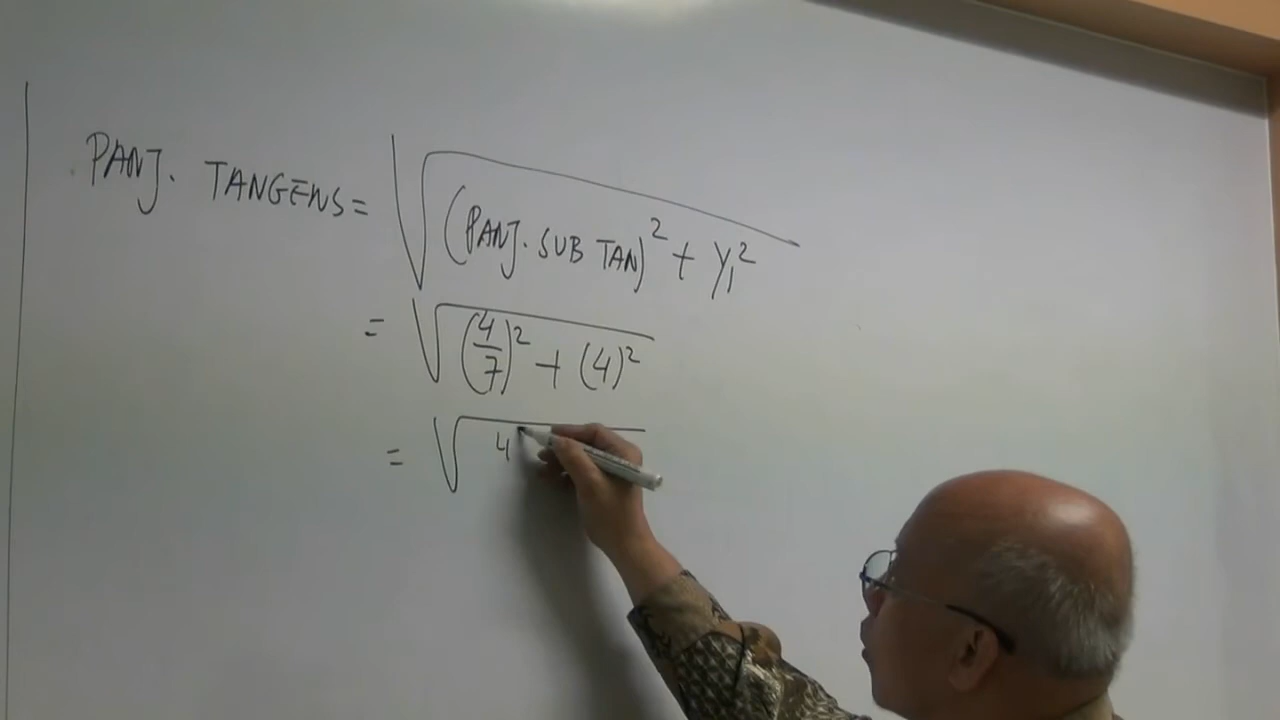 PANJ. TANGENS = √((PANJ. SUB TAN)² + y₁²)
= √((4/7)² + (4)²)
= √(4